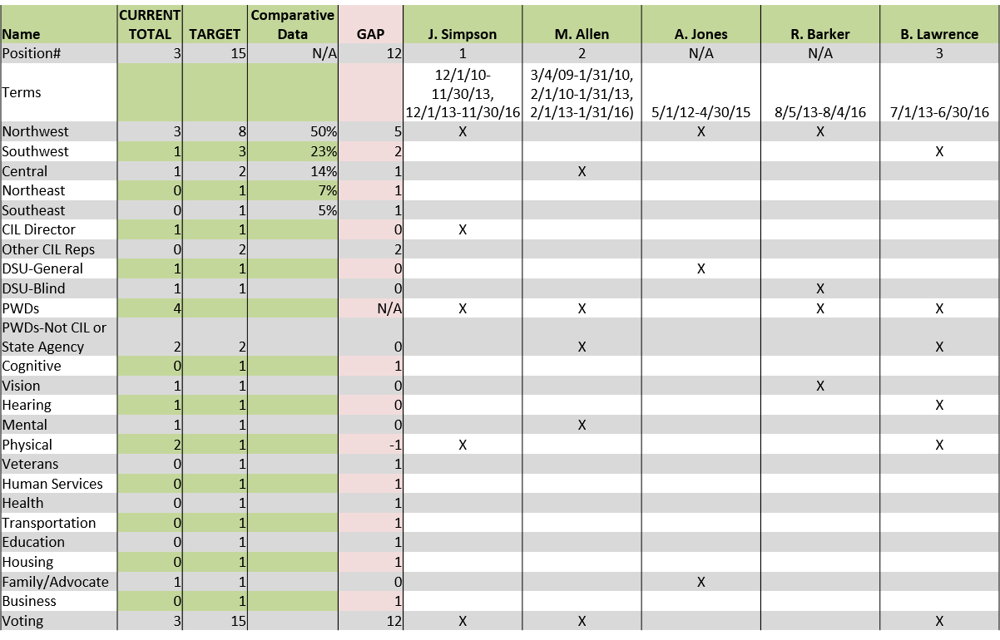 Name CURRENT TOTAL TARGET Comparative Data GAP J. Simpson M. Allen A. Jones R. Barker B. Lawrence
Position# 3 15 N/A 12 1 2 N/A N/A 3
Terms 12/1/10-11/30/13, 12/1/13-11/30/16 3/4/09-1/31/10, 2/1/10-1/31/13, 2/1/13-1/31/16) 5/1/12-4/30/15 8/5/13-8/4/16 7/1/13-6/30/16
Northwest 3 8 50% 5 X X X
Southwest 1 3 23% 2 X
Central 1 2 14% 1 X
Northeast 0 1 7% 1
Southeast 0 1 5% 1
CIL Director 1 1 0 X
Other CIL Reps 0 2 2
DSU-General 1 1 0 X
DSU-Blind 1 1 0 X
PWDs 4 N/A X X X X
PWDs-Not CIL or State Agency 2 2 0 X X
Cognitive 0 1 1
Vision 1 1 0 X
Hearing 1 1 0 X
Mental 1 1 0 X
Physical 2 1 -1 X X
Veterans 0 1 1
Human Services 0 1 1
Health 0 1 1
Transportation 0 1 1
Education 0 1 1
Housing 0 1 1
Family/Advocate 1 1 0 X
Business 0 1 1
Voting 3 15 12 X X X